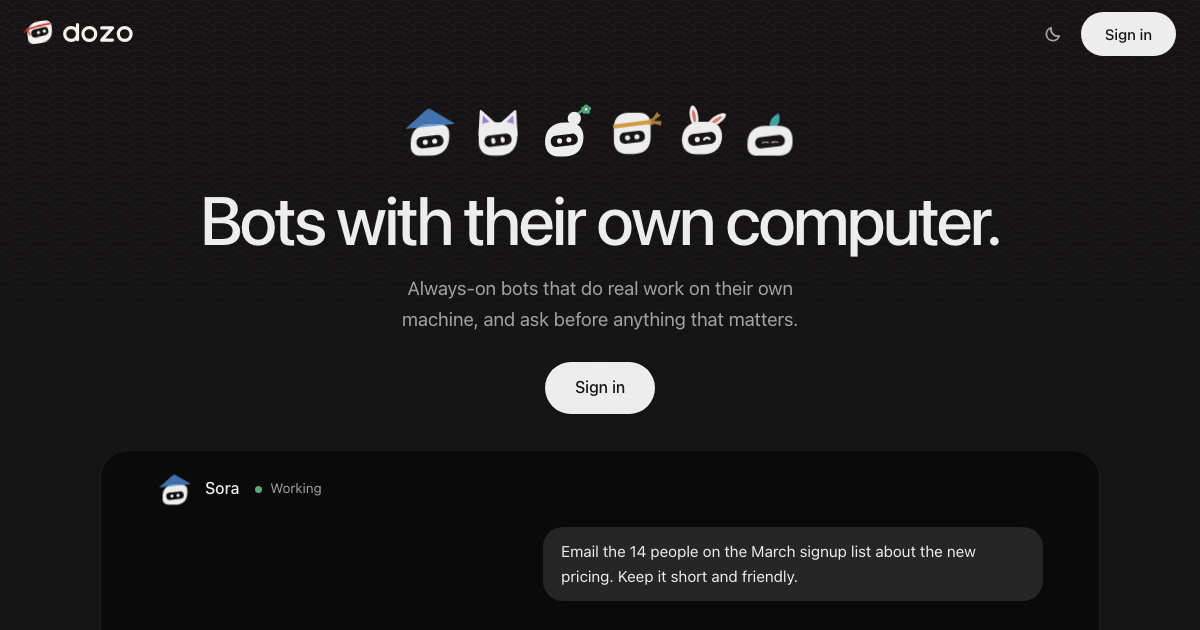 dozo
Sign in
Bots with their own computer.
Always-on bots that do real work on their own
machine, and ask before anything that matters.
Sign in
Sora
Working
Email the 14 people on the March signup list about the new
pricing. Keep it short and friendly.